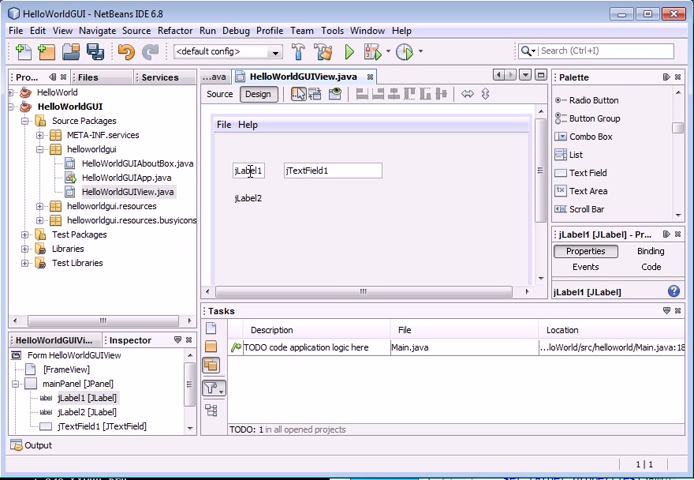 HelloWorldGUI - NetBeans IDE 6.8
File Edit View Navigate Source Refactor Run Debug Profile Team Tools Window Help
<default config>
Search (Ctrl+I)
Pro...
Files
Services
HelloWorld
HelloWorldGUI
Source Packages
META-INF.services
helloworldgui
HelloWorldGUIAboutBox.java
HelloWorldGUIApp.java
HelloWorldGUIView.java
helloworldgui.resources
helloworldgui.resources.busyicons
Test Packages
Libraries
Test Libraries
HelloWorldGUIVi...
Inspector
Form HelloWorldGUIView
[FrameView]
mainPanel [JPanel]
jLabel1 [JLabel]
jLabel2 [JLabel]
jTextField1 [JTextField]
...ava
HelloWorldGUIView.java
Source
Design
File Help
jLabel1
jTextField1
jLabel2
Palette
Radio Button
Button Group
Combo Box
List
Text Field
Text Area
Scroll Bar
jLabel1 [JLabel] - Pr...
Properties
Binding
Events
Code
jLabel1 [JLabel]
Tasks
Description
File
Location
TODO code application logic here
Main.java
...loWorld/src/helloworld/Main.java:18
TODO: 1 in all opened projects
Output
1 | 1